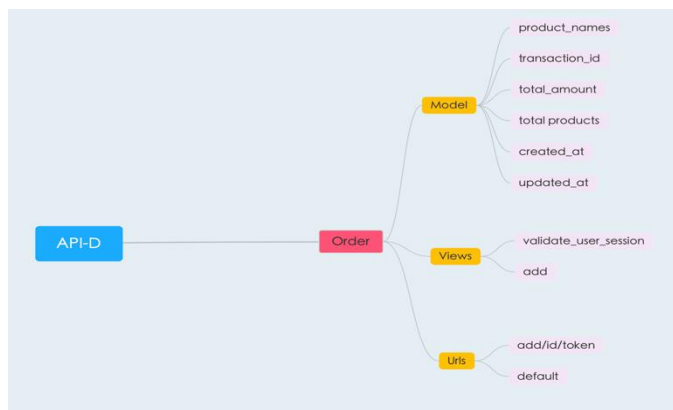 API-D
Order
Model
product_names
transaction_id
total_amount
total products
created_at
updated_at
Views
validate_user_session
add
Urls
add/id/token
default